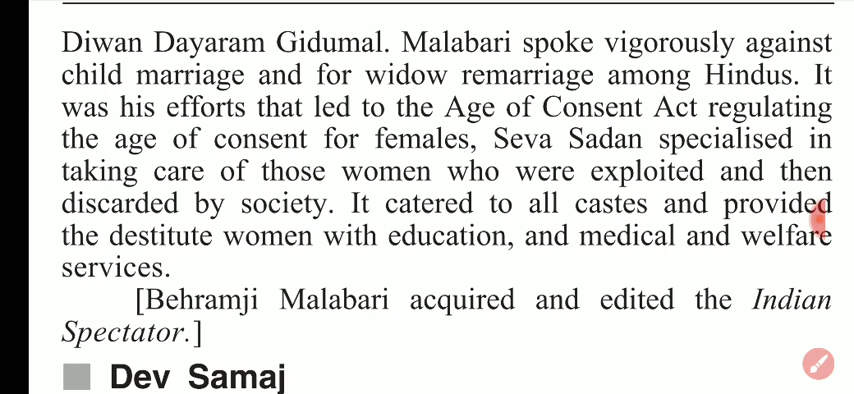 Diwan Dayaram Gidumal. Malabari spoke vigorously against
child marriage and for widow remarriage among Hindus. It
was his efforts that led to the Age of Consent Act regulating
the age of consent for females, Seva Sadan specialised in
taking care of those women who were exploited and then
discarded by society. It catered to all castes and provided
the destitute women with education, and medical and welfare
services.
[Behramji Malabari acquired and edited the Indian
Spectator.]
Dev Samaj